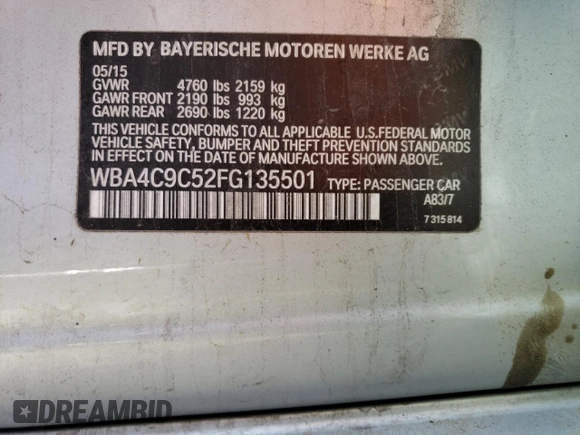 MFD BY BAYERISCHE MOTOREN WERKE AG
05/15
GVWR 4760 lbs 2159 kg
GAWR FRONT 2190 lbs 993 kg
GAWR REAR 2690 lbs 1220 kg
THIS VEHICLE CONFORMS TO ALL APPLICABLE U.S.FEDERAL MOTOR
VEHICLE SAFETY, BUMPER AND THEFT PREVENTION STANDARDS
IN EFFECT ON THE DATE OF MANUFACTURE SHOWN ABOVE.
WBA4C9C52FG135501 TYPE: PASSENGER CAR
A83/7
7 315 814
DREAMBID